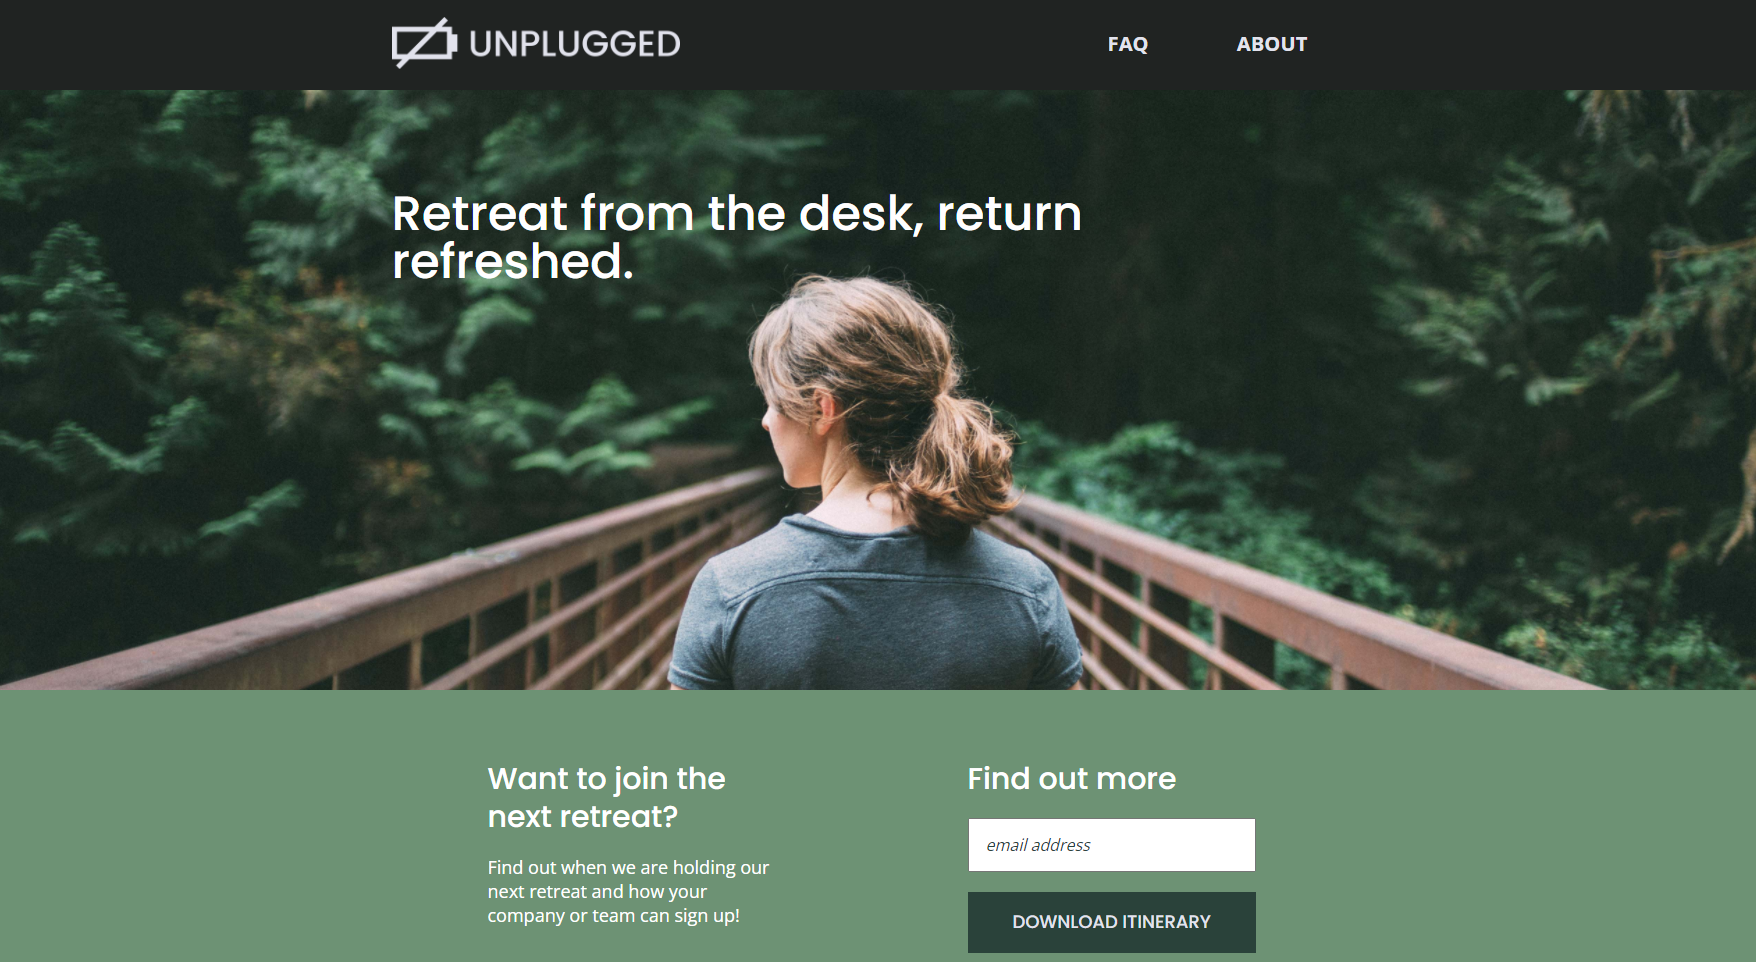 UNPLUGGED
FAQ
ABOUT
Retreat from the desk, return
refreshed.
Want to join the
next retreat?
Find out when we are holding our
next retreat and how your
company or team can sign up!
Find out more
email address
DOWNLOAD ITINERARY